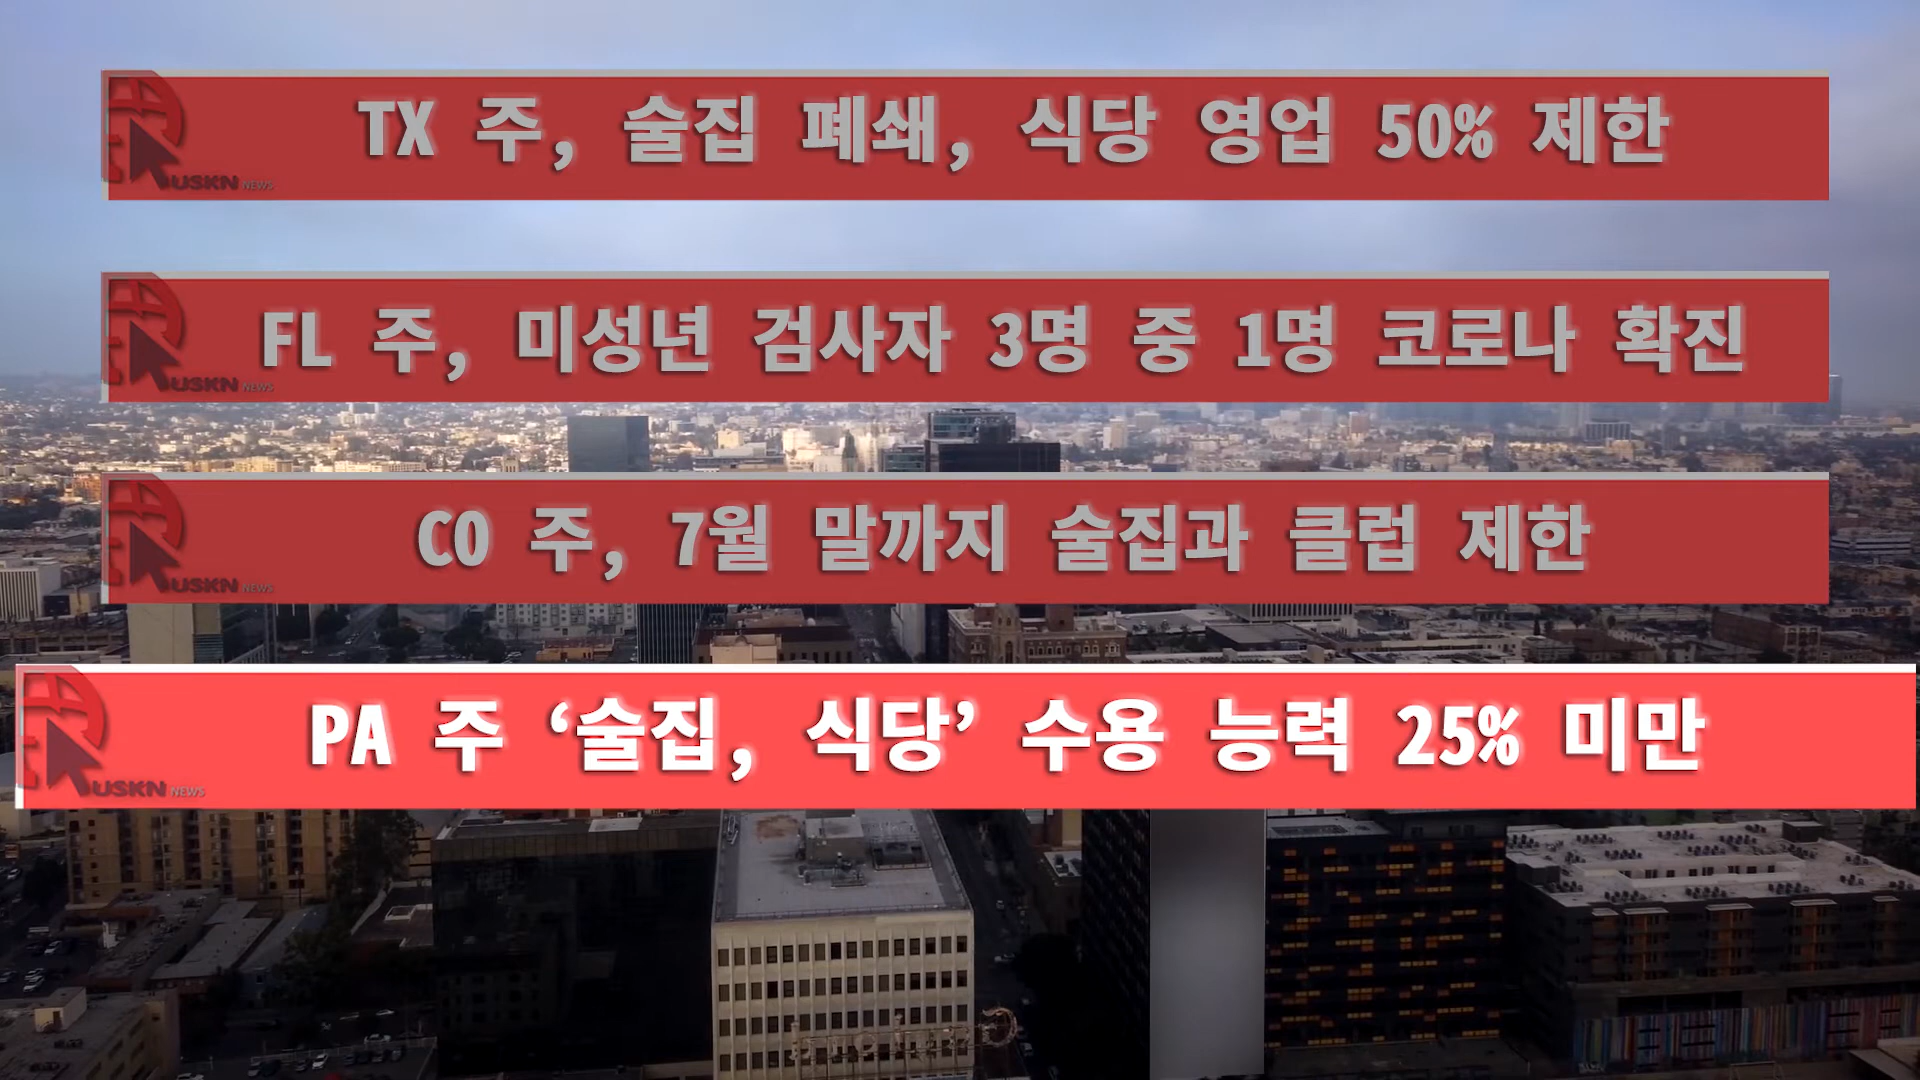 TX 주, 술집 폐쇄, 식당 영업 50% 제한
USKN NEWS
FL 주, 미성년 검사자 3명 중 1명 코로나 확진
USKN NEWS
CO 주, 7월 말까지 술집과 클럽 제한
USKN NEWS
PA 주 ‘술집, 식당’ 수용 능력 25% 미만
USKN NEWS